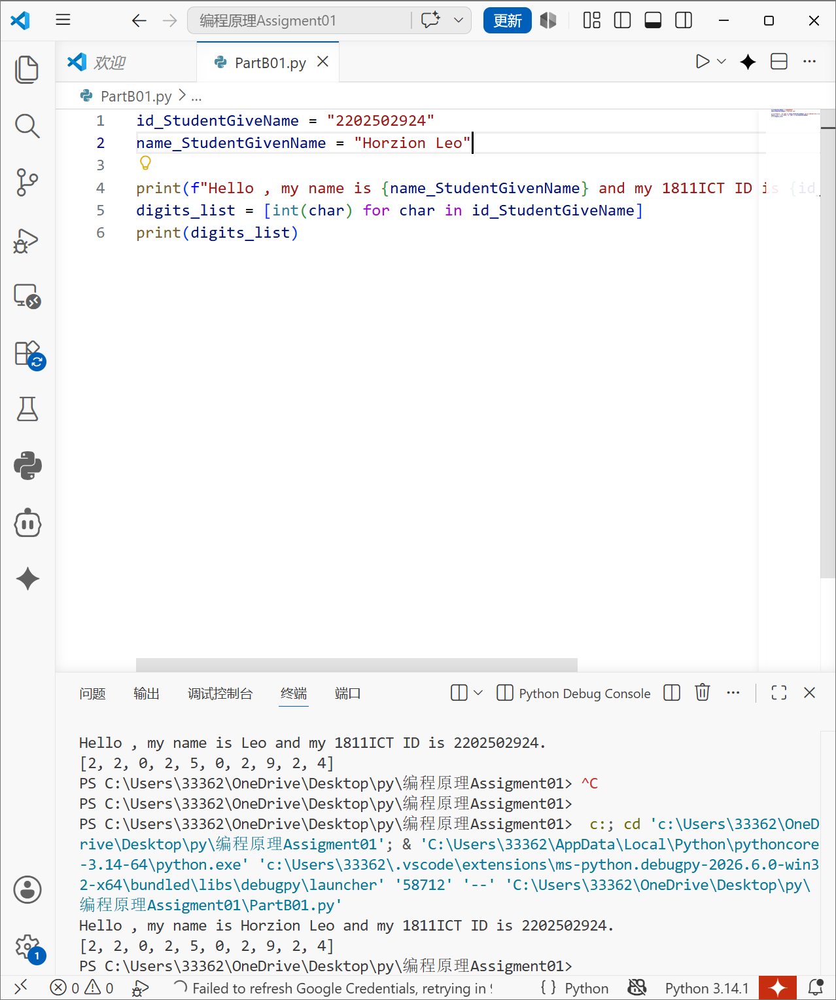 编程原理Assigment01
更新
欢迎
PartB01.py
PartB01.py > ...
1 id_StudentGiveName = "2202502924"
2 name_StudentGivenName = "Horzion Leo"
3
4 print(f"Hello , my name is {name_StudentGivenName} and my 1811ICT ID is {id_
5 digits_list = [int(char) for char in id_StudentGiveName]
6 print(digits_list)
问题 输出 调试控制台 终端 端口 Python Debug Console
Hello , my name is Leo and my 1811ICT ID is 2202502924.
[2, 2, 0, 2, 5, 0, 2, 9, 2, 4]
PS C:\Users\33362\OneDrive\Desktop\py\编程原理Assigment01> ^C
PS C:\Users\33362\OneDrive\Desktop\py\编程原理Assigment01>
PS C:\Users\33362\OneDrive\Desktop\py\编程原理Assigment01>  c:; cd 'c:\Users\33362\OneD
rive\Desktop\py\编程原理Assigment01'; & 'C:\Users\33362\AppData\Local\Python\pythoncore
-3.14-64\python.exe' 'c:\Users\33362\.vscode\extensions\ms-python.debugpy-2026.6.0-win3
2-x64\bundled\libs\debugpy\launcher' '58712' '--' 'C:\Users\33362\OneDrive\Desktop\py\
编程原理Assigment01\PartB01.py'
Hello , my name is Horzion Leo and my 1811ICT ID is 2202502924.
[2, 2, 0, 2, 5, 0, 2, 9, 2, 4]
PS C:\Users\33362\OneDrive\Desktop\py\编程原理Assigment01>
1
0 0 Failed to refresh Google Credentials, retrying in { } Python Python 3.14.1